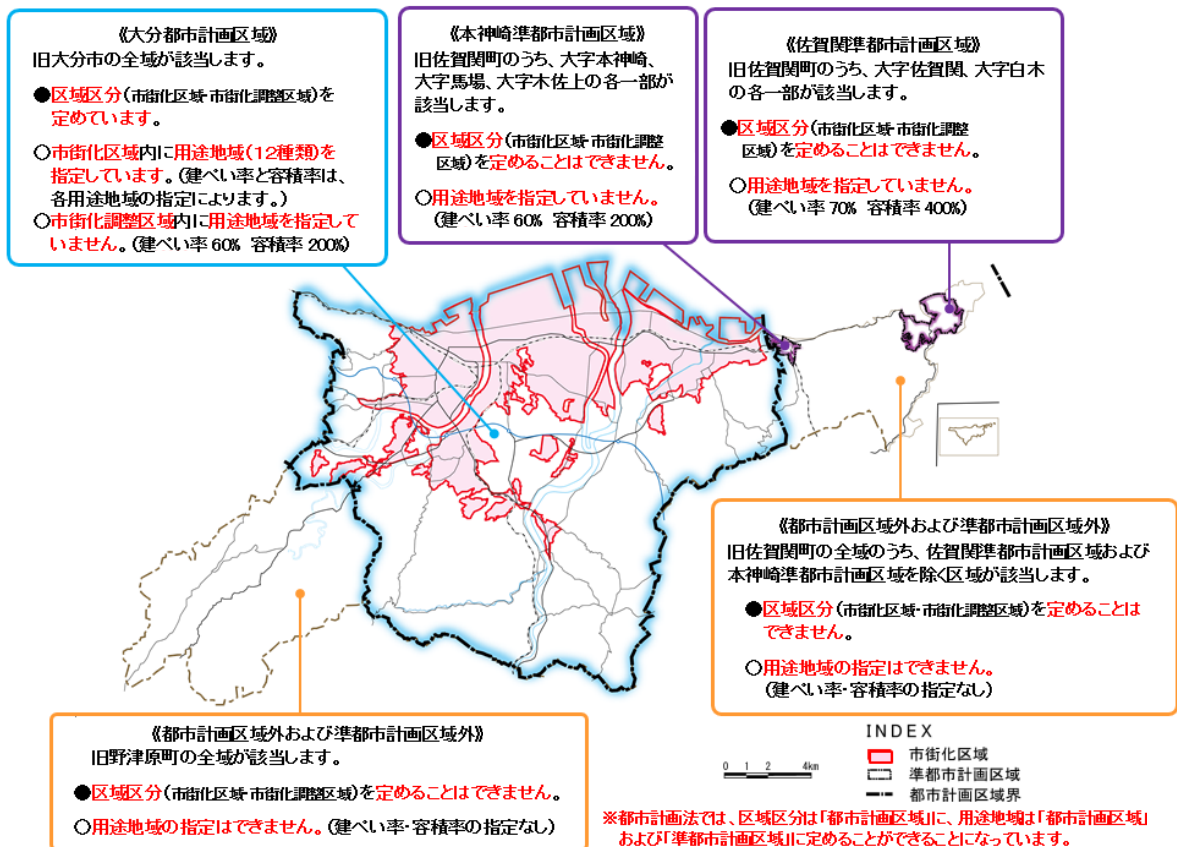 《大分都市計画区域》
旧大分市の全域が該当します。
●区域区分(市街化区域・市街化調整区域)を
定めています。
○市街化区域内に用途地域(12種類)を
指定しています。(建ぺい率と容積率は、
各用途地域の指定によります。)
○市街化調整区域内に用途地域を指定して
いません。(建ぺい率60% 容積率200%)
《本神崎準都市計画区域》
旧佐賀関町のうち、大字本神崎、
大字馬場、大字木佐上の各一部が
該当します。
●区域区分(市街化区域・市街化調整
区域)を定めることはできません。
○用途地域を指定していません。
(建ぺい率60% 容積率200%)
《佐賀関準都市計画区域》
旧佐賀関町のうち、大字佐賀関、大字白木
の各一部が該当します。
●区域区分(市街化区域・市街化調整
区域)を定めることはできません。
○用途地域を指定していません。
(建ぺい率70% 容積率400%)
《都市計画区域外および準都市計画区域外》
旧佐賀関町の全域のうち、佐賀関準都市計画区域および
本神崎準都市計画区域を除く区域が該当します。
●区域区分(市街化区域・市街化調整区域)を定めることは
できません。
○用途地域の指定はできません。
(建ぺい率・容積率の指定なし)
《都市計画区域外および準都市計画区域外》
旧野津原町の全域が該当します。
●区域区分(市街化区域・市街化調整区域)を定めることはできません。
○用途地域の指定はできません。(建ぺい率・容積率の指定なし)
INDEX
市街化区域
準都市計画区域
都市計画区域界
0 1 2 4km
※都市計画法では、区域区分は「都市計画区域」に、用途地域は「都市計画区域」
および「準都市計画区域」に定めることができることになっています。